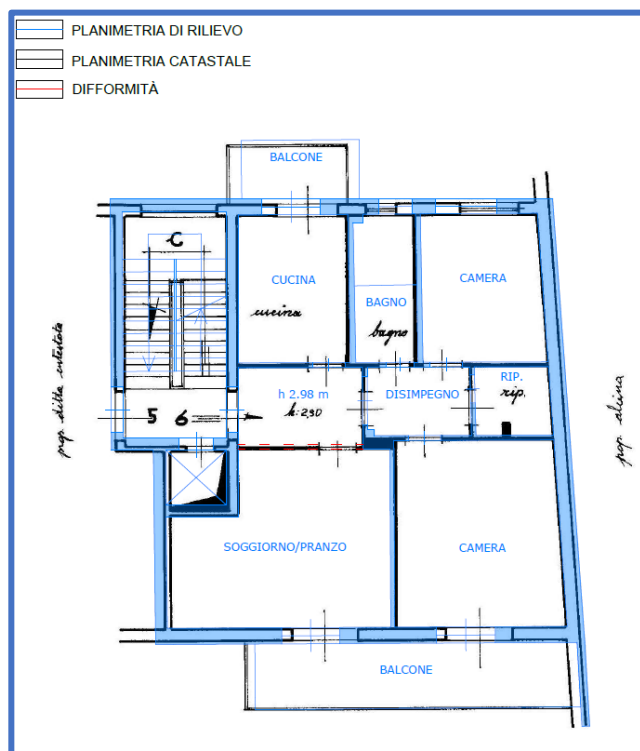 PLANIMETRIA DI RILIEVO
PLANIMETRIA CATASTALE
DIFFORMITÀ
BALCONE
C
CUCINA
cucina
BAGNO
bagno
CAMERA
prop. ditta intestata
5 6
h 2.98 m
h: 2,90
DISIMPEGNO
RIP.
rip.
prop. aliena
SOGGIORNO/PRANZO
CAMERA
BALCONE